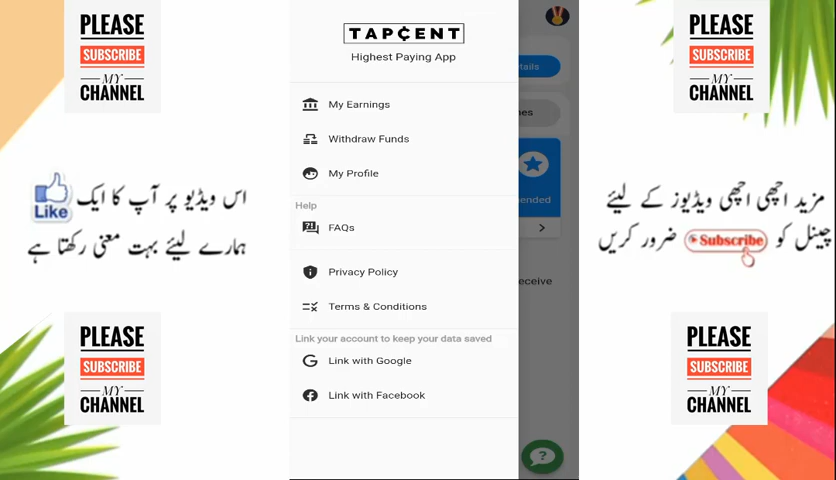 PLEASE
SUBSCRIBE
MY
CHANNEL
اس ویڈیو پر آپ کا ایک Like
ہمارے لیئے بہت معنی رکھتا ہے
PLEASE
SUBSCRIBE
MY
CHANNEL
TAPCENT
Highest Paying App
My Earnings
Withdraw Funds
My Profile
Help
FAQs
Privacy Policy
Terms & Conditions
Link your account to keep your data saved
Link with Google
Link with Facebook
PLEASE
SUBSCRIBE
MY
CHANNEL
مزید اچھی اچھی ویڈیوز کے لیئے
چینل کو Subscribe ضرور کریں
PLEASE
SUBSCRIBE
MY
CHANNEL